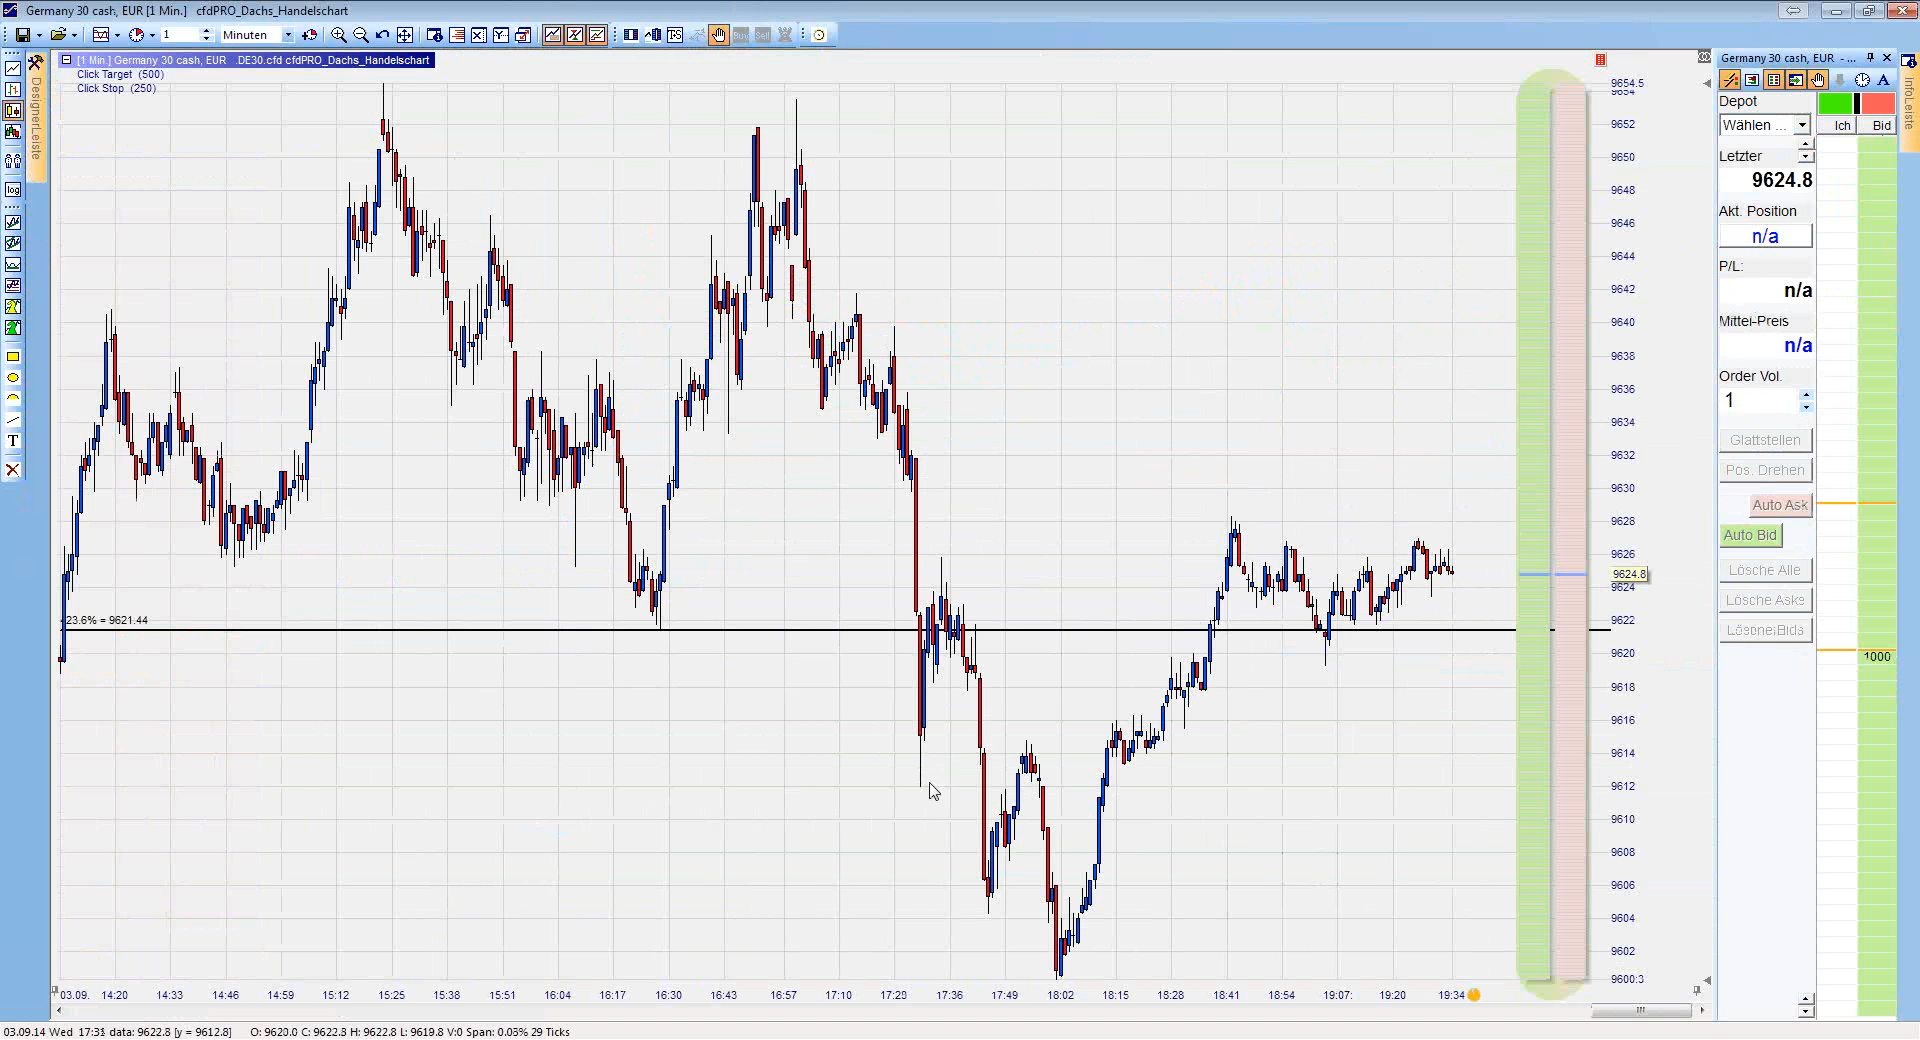 Germany 30 cash, EUR [1 Min.] cfdPRO_Dachs_Handelschart
1 Minuten
[1 Min.] Germany 30 cash, EUR .DE30.cfd cfdPRO_Dachs_Handelschart
Click Target (500)
Click Stop (250)
DesignerLeiste
log
T
23.6% = 9621.44
9654.5
9654
9652
9650
9648
9646
9644
9642
9640
9638
9636
9634
9632
9630
9628
9626
9624.8
9624
9622
9620
9618
9616
9614
9612
9610
9608
9606
9604
9602
9600.3
03.09. 14:20 14:33 14:46 14:59 15:12 15:25 15:38 15:51 16:04 16:17 16:30 16:43 16:57 17:10 17:23 17:36 17:49 18:02 18:15 18:28 18:41 18:54 19:07 19:20 19:34
Germany 30 cash, EUR - ...
Depot
Wählen ...
Ich Bid
Letzter
9624.8
Akt. Position
n/a
P/L:
n/a
Mittel-Preis
n/a
Order Vol.
1
Glattstellen
Pos. Drehen
Auto Ask
Auto Bid
Lösche Alle
Lösche Asks
Lösche Bids
1000
InfoLeiste
03.09.14 Wed 17:31 data: 9622.8 [y = 9612.8] O: 9620.0 C: 9622.8 H: 9622.8 L: 9619.8 V:0 Span: 0.03% 29 Ticks